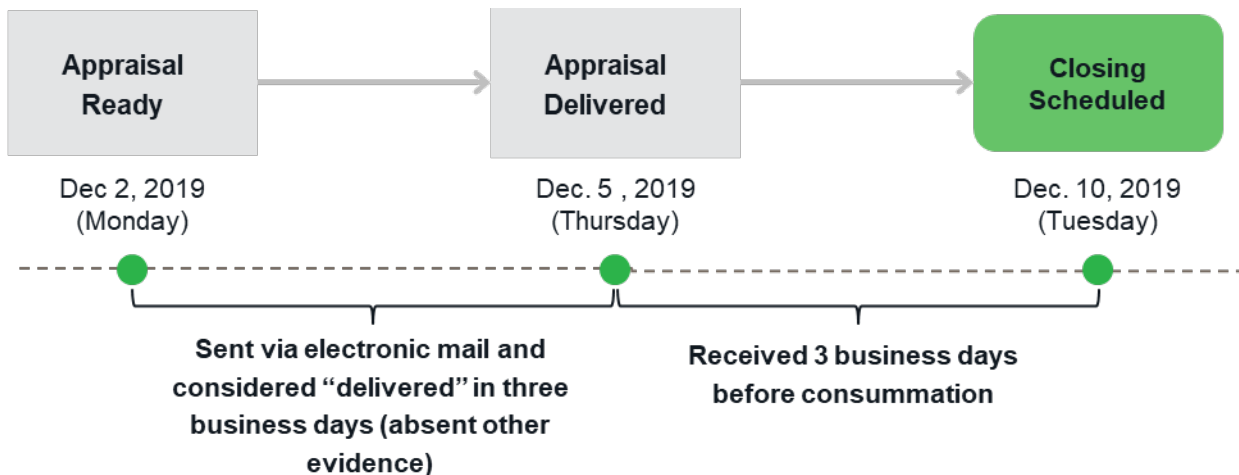 Appraisal
Ready
Appraisal
Delivered
Closing
Scheduled
Dec 2, 2019
(Monday)
Dec. 5 , 2019
(Thursday)
Dec. 10, 2019
(Tuesday)
Sent via electronic mail and
considered “delivered” in three
business days (absent other
evidence)
Received 3 business days
before consummation